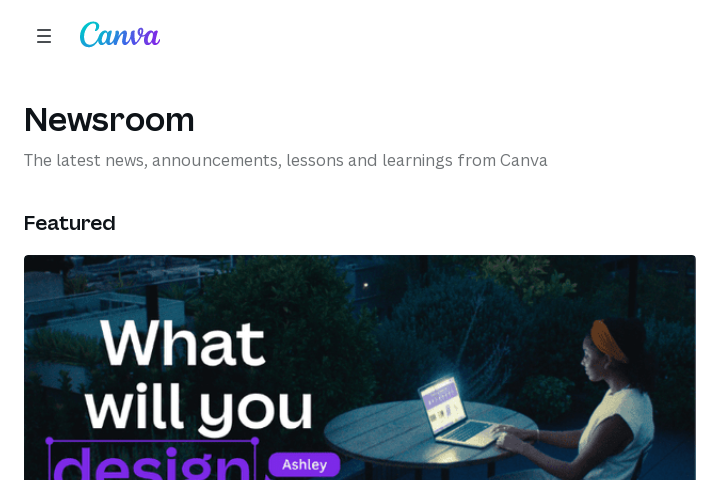 Canva
Newsroom
The latest news, announcements, lessons and learnings from Canva
Featured
What
will you
design
Ashley